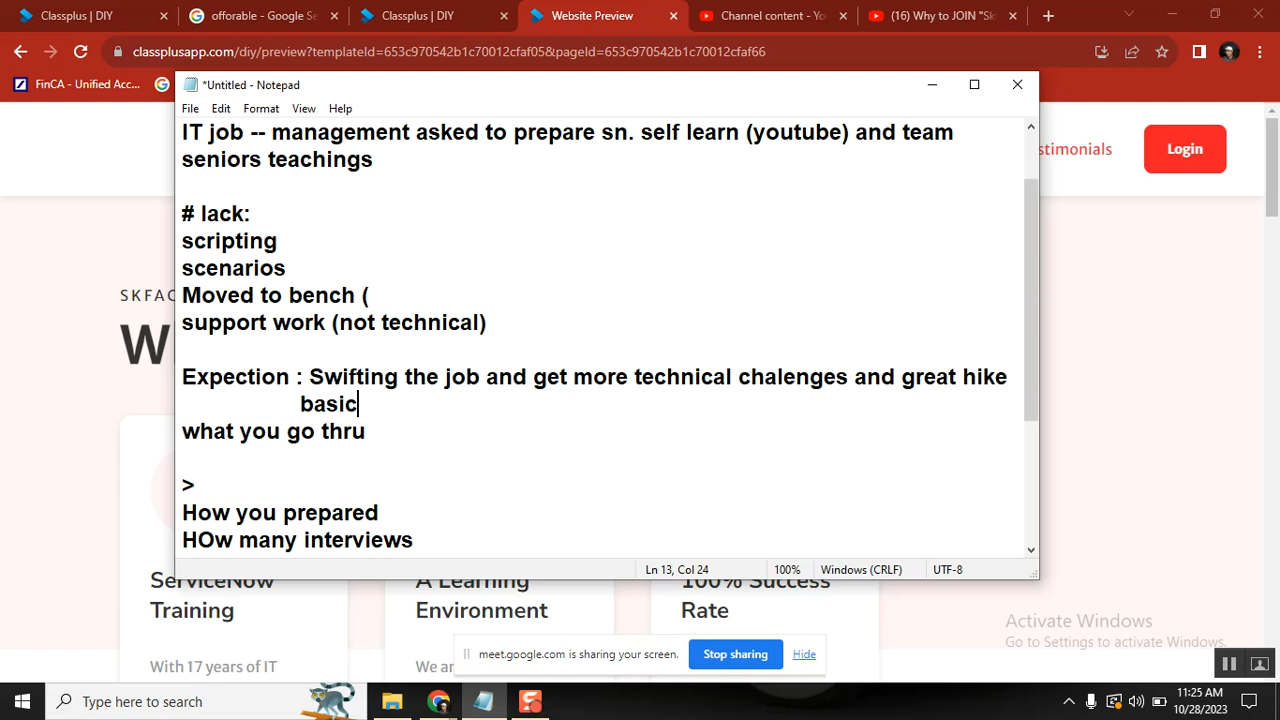 Classplus | DIY
offorable - Google Se
Classplus | DIY
Website Preview
Channel content - Yo
(16) Why to JOIN "Sk
classplusapp.com/diy/preview?templateId=653c970542b1c70012cfaf05&pageId=653c970542b1c70012cfaf66
FinCA - Unified Acc...
*Untitled - Notepad
File Edit Format View Help
IT job -- management asked to prepare sn. self learn (youtube) and team
seniors teachings
# lack:
scripting
scenarios
Moved to bench (
support work (not technical)
Expection : Swifting the job and get more technical chalenges and great hike
basic
what you go thru
>
How you prepared
HOw many interviews
Ln 13, Col 24 100% Windows (CRLF) UTF-8
stimonials
Login
SKFAC
W
ServiceNow
Training
With 17 years of IT
A Learning
Environment
We are
100% Success
Rate
meet.google.com is sharing your screen.
Stop sharing
Hide
Activate Windows
Go to Settings to activate Windows.
Type here to search
11:25 AM
10/28/2023